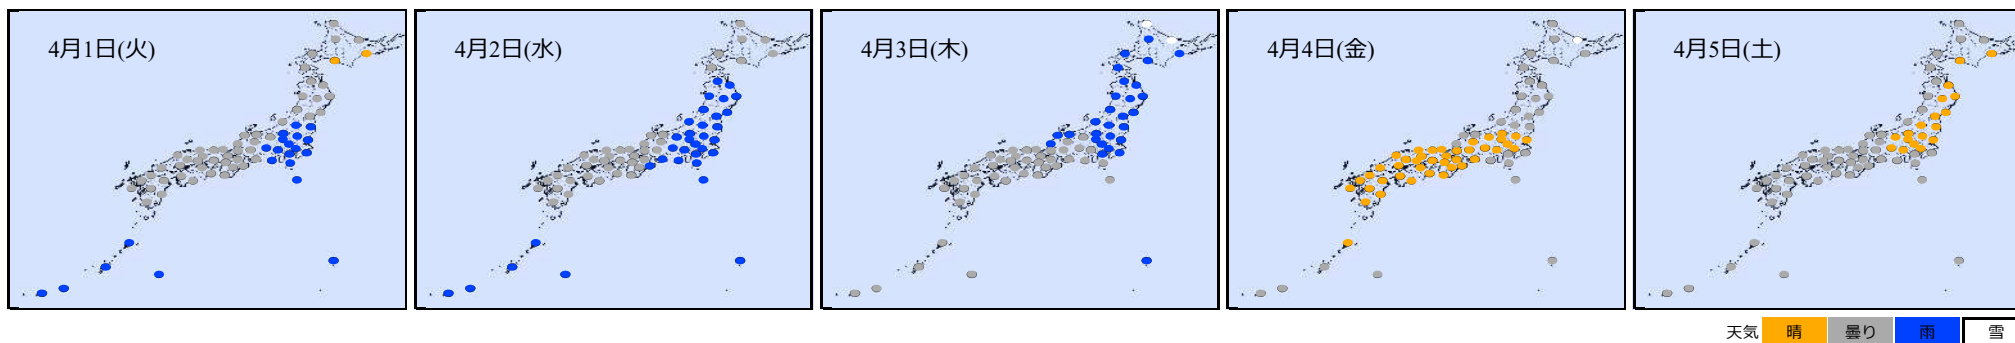 4月1日(火)
4月2日(水)
4月3日(木)
4月4日(金)
4月5日(土)
天気 晴 曇り 雨 雪